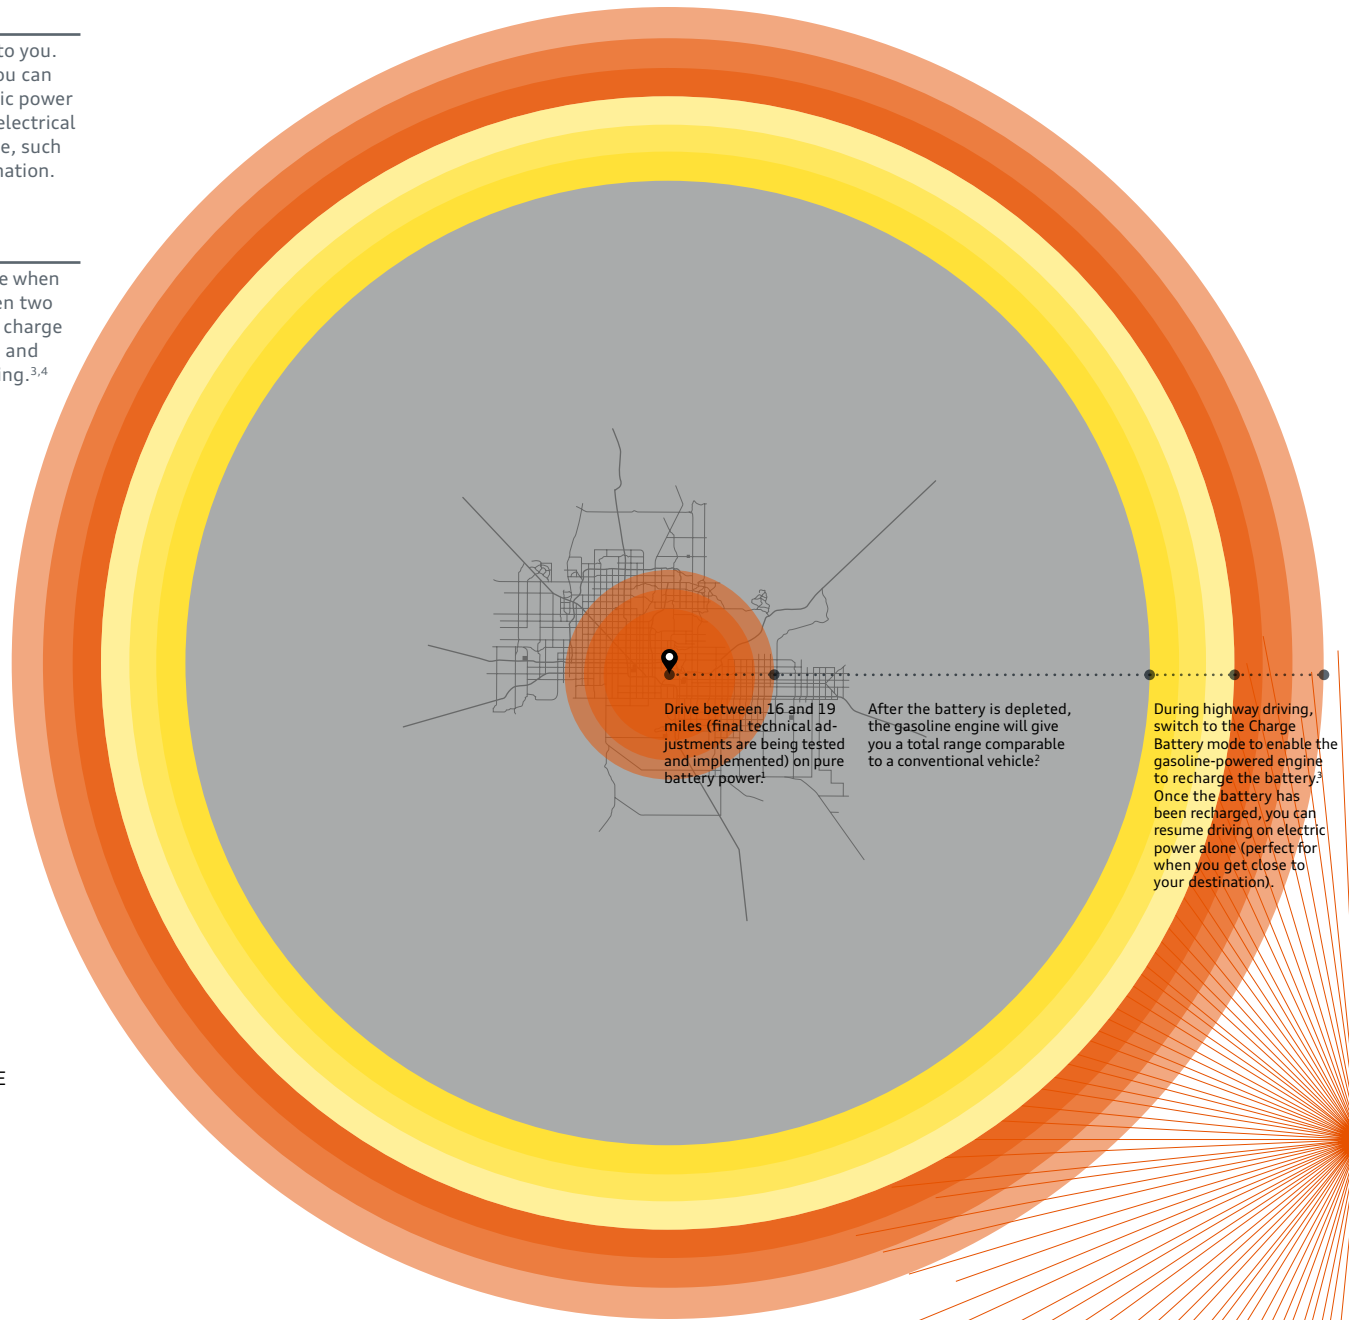 to you.
ou can
ic power
electrical
e, such
nation.
e when
en two
charge
and
ing.3,4
Drive between 16 and 19
miles (final technical ad-
justments are being tested
and implemented) on pure
battery power.1
After the battery is depleted,
the gasoline engine will give
you a total range comparable
to a conventional vehicle2
During highway driving,
switch to the Charge
Battery mode to enable the
gasoline-powered engine
to recharge the battery.3
Once the battery has
been recharged, you can
resume driving on electric
power alone (perfect for
when you get close to
your destination).
E